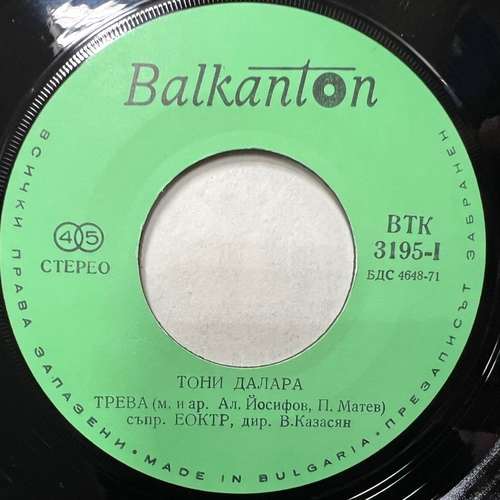 Balkanton
45
СТЕРЕО
ВТК
3195-I
БДС 4648-71
ТОНИ ДАЛАРА
ТРЕВА (м. и ар. Ал. Йосифов, П. Матев)
съпр. ЕОКТР, дир. В.Казасян
ВСИЧКИ ПРАВА ЗАПАЗЕНИ • MADE IN BULGARIA • ПРЕЗАПИСЪТ ЗАБРАНЕН